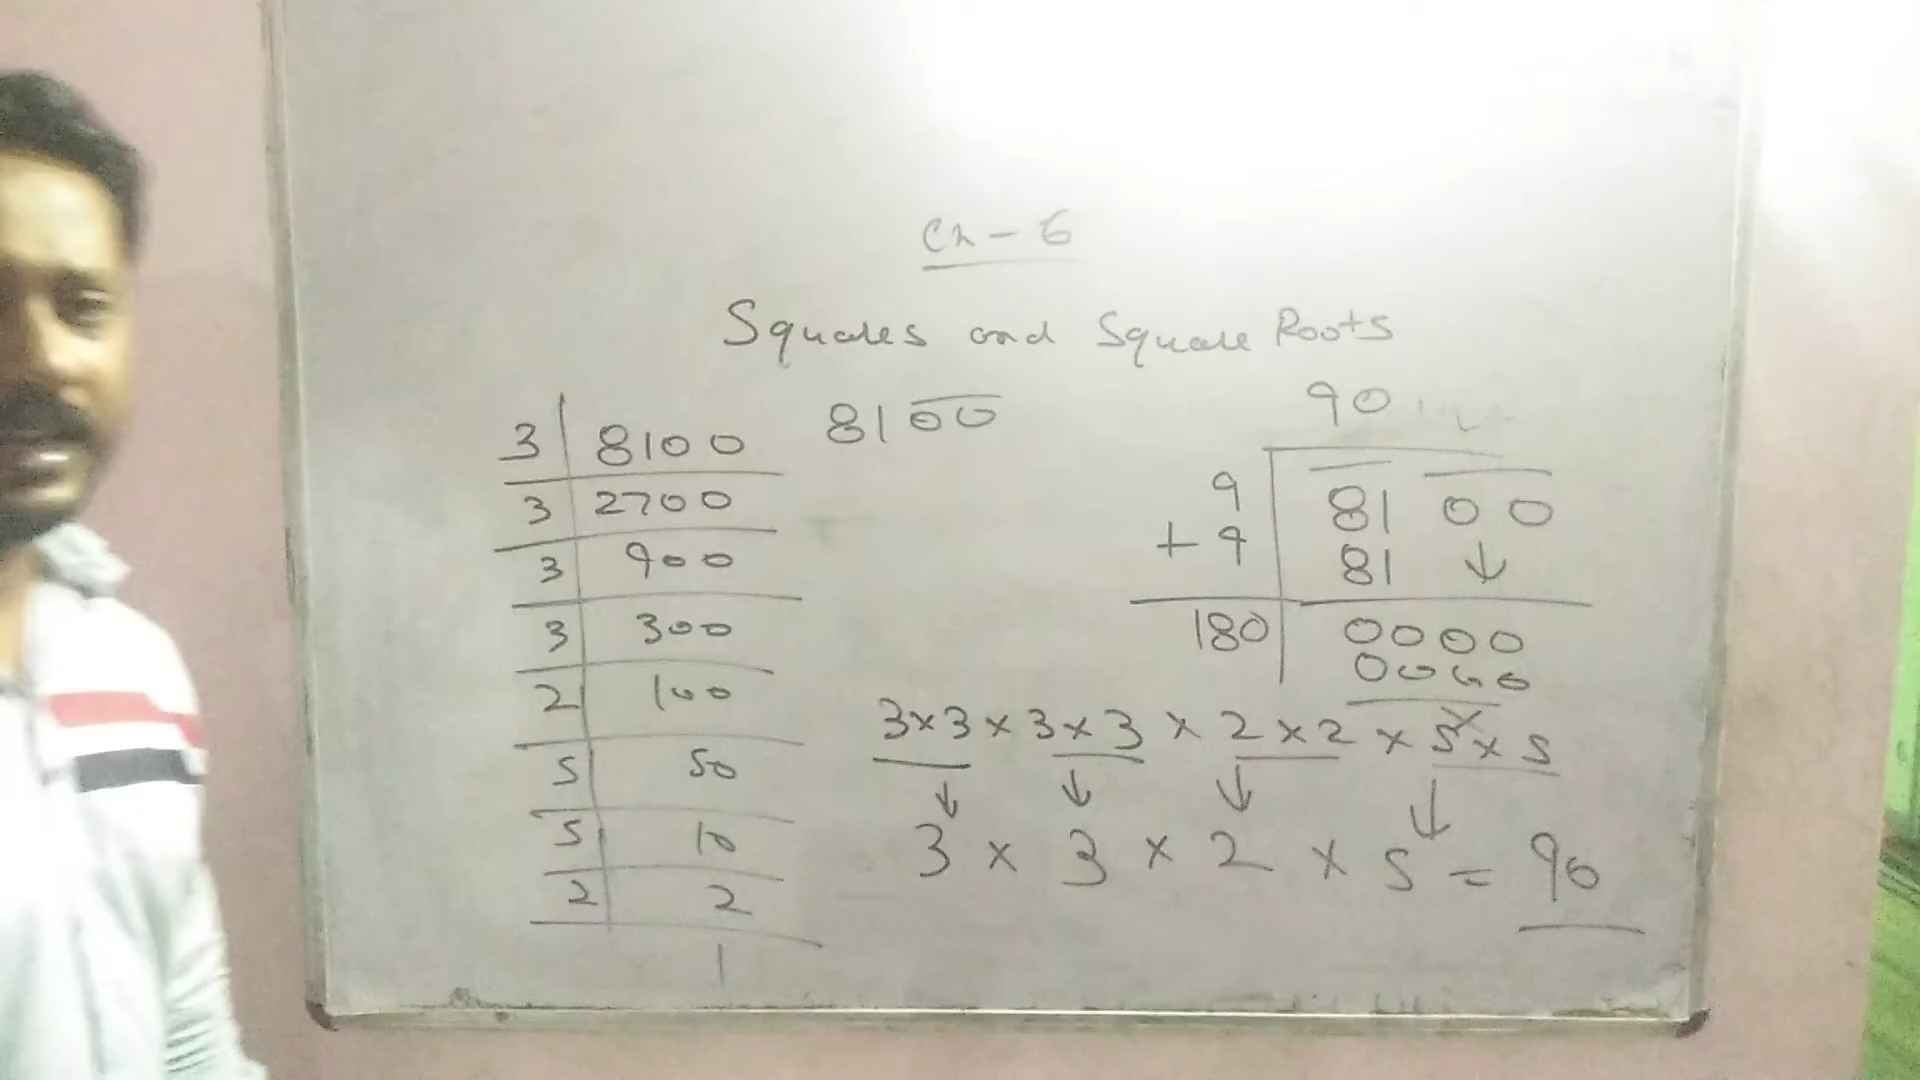 Ch - 6
Squares and Square Roots
3 | 8100
3 | 2700
3 | 900
3 | 300
2 | 100
5 | 50
5 | 10
2 | 2
1
8100
90
9 | 81 00
+ 9 | 81 ↓
180 | 0000
0000
×
3×3 × 3×3 × 2×2 × 5×5
↓ ↓ ↓ ↓
3 × 3 × 2 × 5 = 90